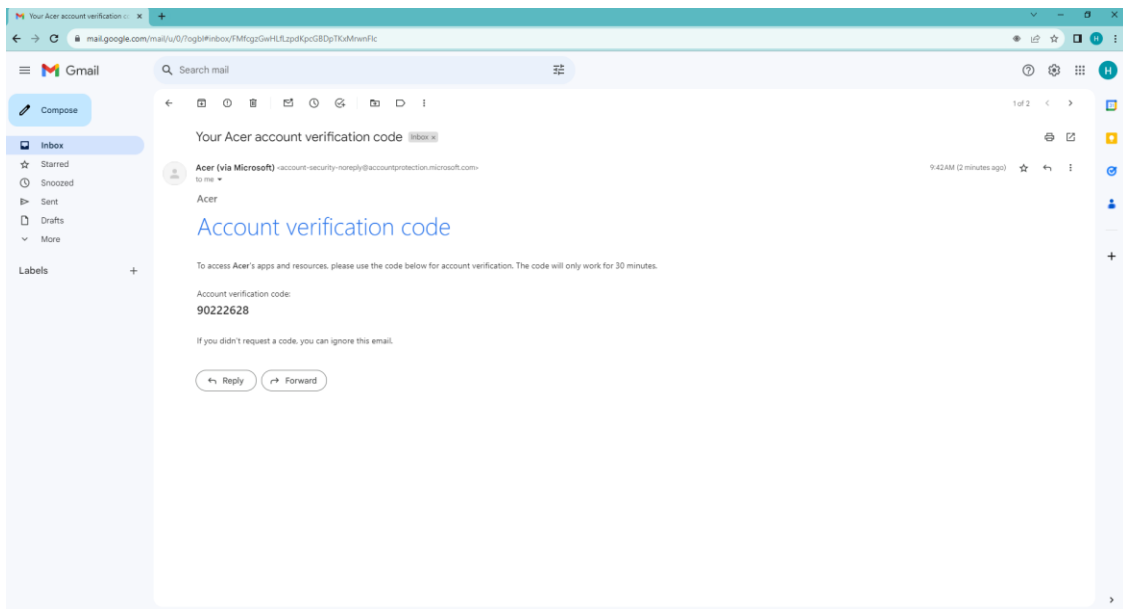 Your Acer account verification c
mail.google.com/mail/u/0/?ogbl#inbox/FMfcgzGwHLfLzpdKpcGBDpTKxMrwnFlc
H
Gmail
Search mail
H
Compose
1 of 2
Inbox
Starred
Snoozed
Sent
Drafts
More
Labels
Your Acer account verification code Inbox x
Acer (via Microsoft) <account-security-noreply@accountprotection.microsoft.com>
9:42 AM (2 minutes ago)
to me
Acer
Account verification code
To access Acer's apps and resources, please use the code below for account verification. The code will only work for 30 minutes.
Account verification code:
90222628
If you didn't request a code, you can ignore this email.
Reply
Forward